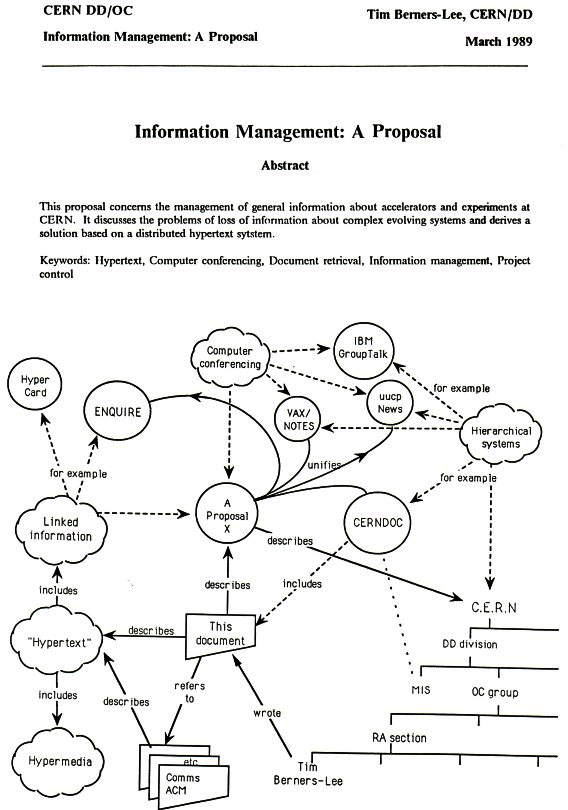 CERN DD/OC
Tim Berners-Lee, CERN/DD
Information Management: A Proposal
March 1989
Information Management: A Proposal
Abstract
This proposal concerns the management of general information about accelerators and experiments at
CERN. It discusses the problems of loss of information about complex evolving systems and derives a
solution based on a distributed hypertext sytstem.
Keywords: Hypertext, Computer conferencing, Document retrieval, Information management, Project
control
IBM
GroupTalk
Computer
conferencing
Hyper
Card
for example
uucp
News
ENQUIRE
VAX/
NOTES
Hierarchical
systems
unifies
for example
for example
A
Proposal
X
Linked
information
CERNDOC
describes
includes
describes
includes
C.E.R.N
This
document
describes
"Hypertext"
DD division
refers
to
MIS
OC group
includes
describes
wrote
RA section
Hypermedia
etc
Comms
ACM
Tim
Berners-Lee